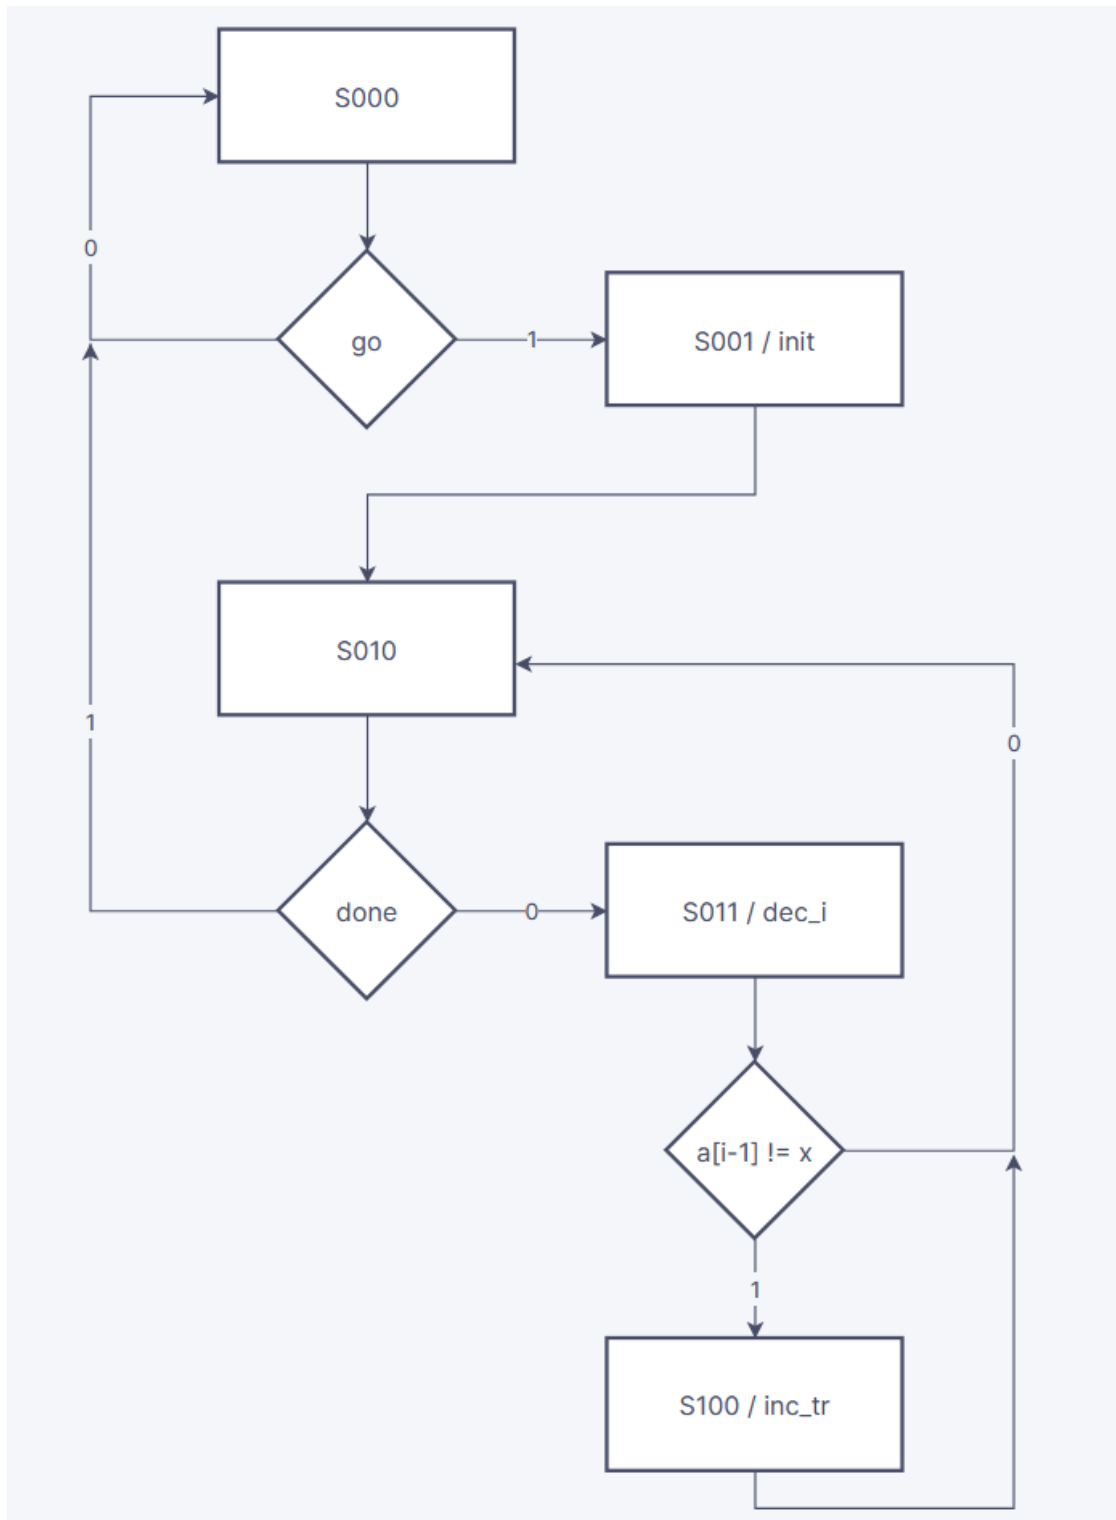 S000
0
go
1
S001 / init
S010
1
0
done
0
S011 / dec_i
a[i-1] != x
1
S100 / inc_tr